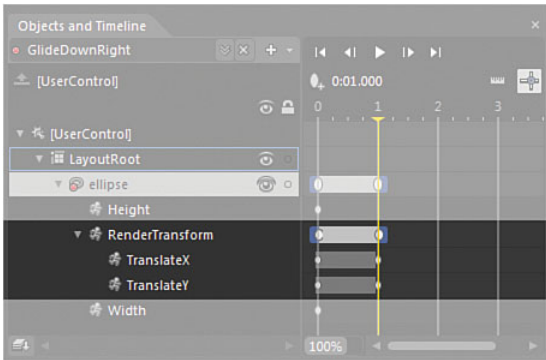 Objects and Timeline
GlideDownRight
[UserControl]
0:01.000
0 1 2 3
[UserControl]
LayoutRoot
ellipse
Height
RenderTransform
TranslateX
TranslateY
Width
100%